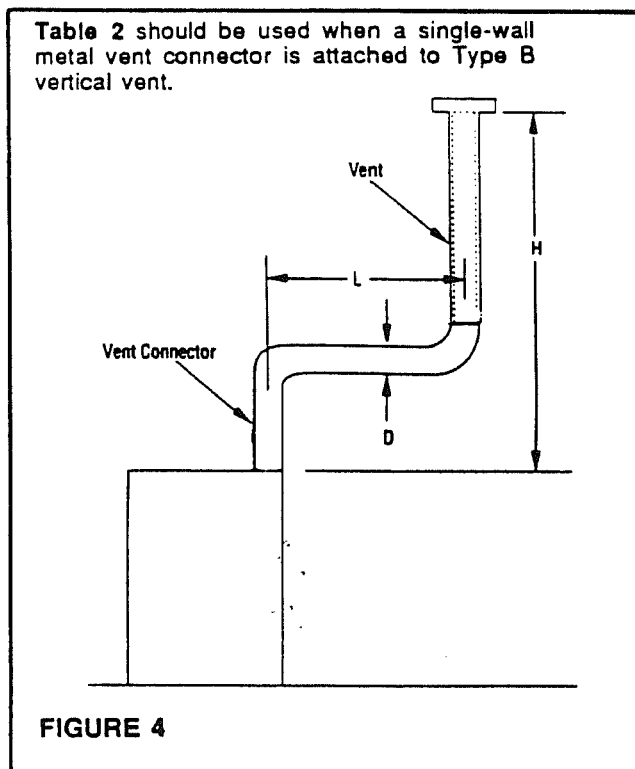 Table 2 should be used when a single-wall
metal vent connector is attached to Type B
vertical vent.
Vent
H
L
Vent Connector
D
FIGURE 4